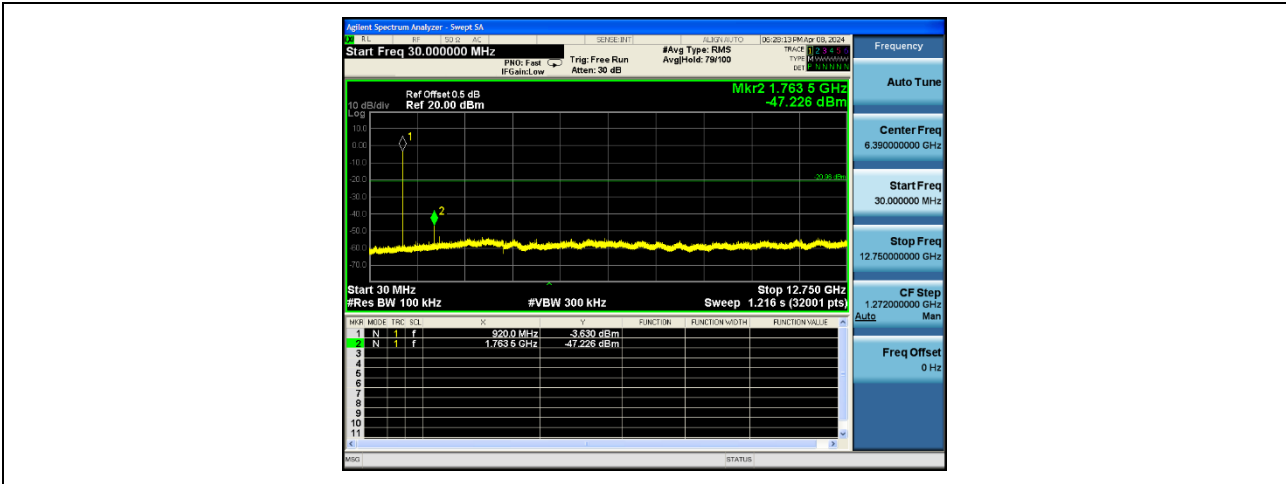 Agilent Spectrum Analyzer - Swept SA
RL RF 50 Ω AC SENSE:INT ALIGN AUTO 06:28:13 PM Apr 08, 2024
Start Freq 30.000000 MHz
PNO: Fast
IFGain:Low
Trig: Free Run
Atten: 30 dB
#Avg Type: RMS
Avg|Hold: 79/100
TRACE 1 2 3 4 5 6
TYPE M W W W W W
DET P N N N N N
Ref Offset 0.5 dB
Ref 20.00 dBm
10 dB/div
Log
Mkr2 1.763 5 GHz
-47.226 dBm
10.0
0.00
-10.0
-20.0
-30.0
-40.0
-50.0
-60.0
-70.0
1
2
Start 30 MHz
#Res BW 100 kHz
#VBW 300 kHz
Stop 12.750 GHz
Sweep 1.216 s (32001 pts)
MKR MODE TRC SCL X Y FUNCTION FUNCTION WIDTH FUNCTION VALUE
1 N 1 f 920.0 MHz -3.630 dBm
2 N 1 f 1.763 5 GHz -47.226 dBm
3
4
5
6
7
8
9
10
11
MSG STATUS
Frequency
Auto Tune
Center Freq
6.390000000 GHz
Start Freq
30.000000 MHz
Stop Freq
12.750000000 GHz
CF Step
1.272000000 GHz
Auto Man
Freq Offset
0 Hz